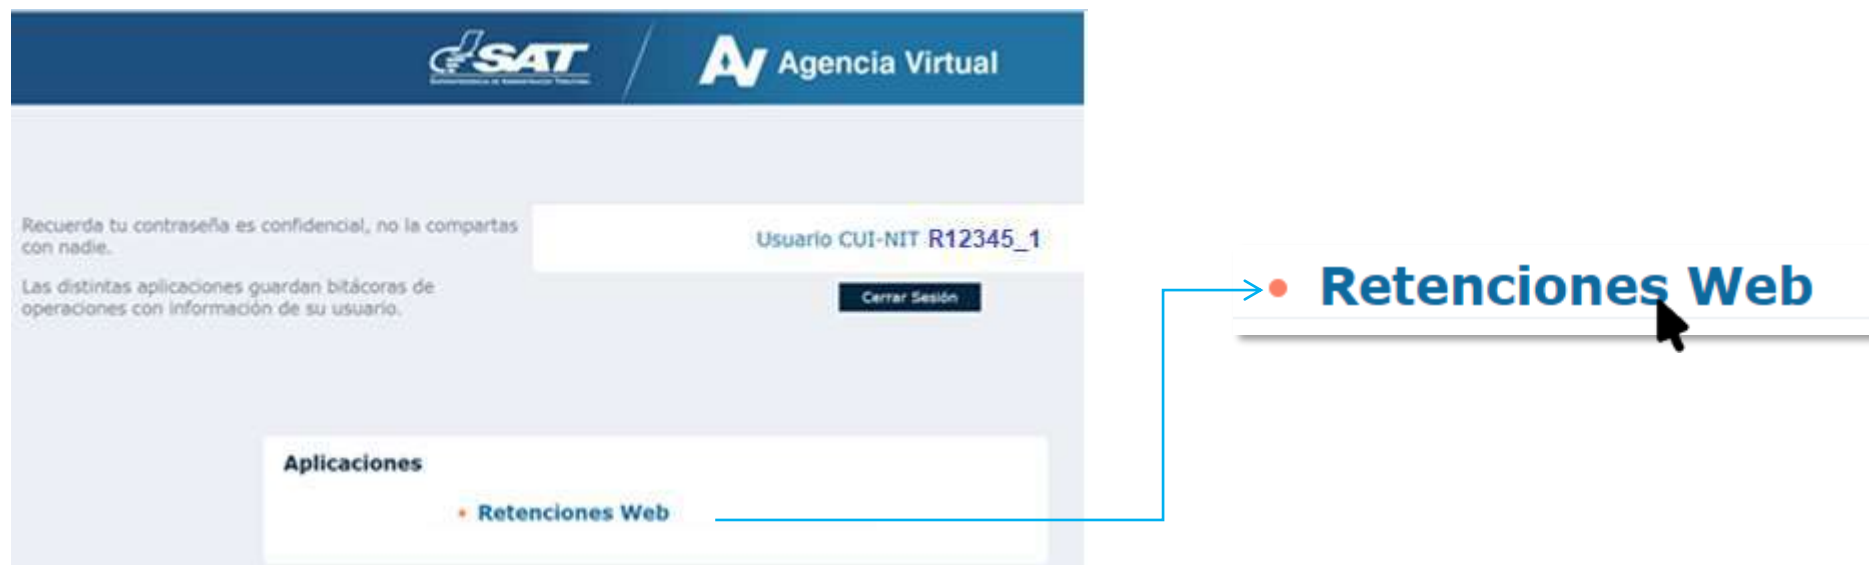 SAT
Agencia Virtual
Recuerda tu contraseña es confidencial, no la compartas
con nadie.
Las distintas aplicaciones guardan bitácoras de
operaciones con información de su usuario.
Usuario CUI-NIT R12345_1
Cerrar Sesión
Aplicaciones
• Retenciones Web
• Retenciones Web